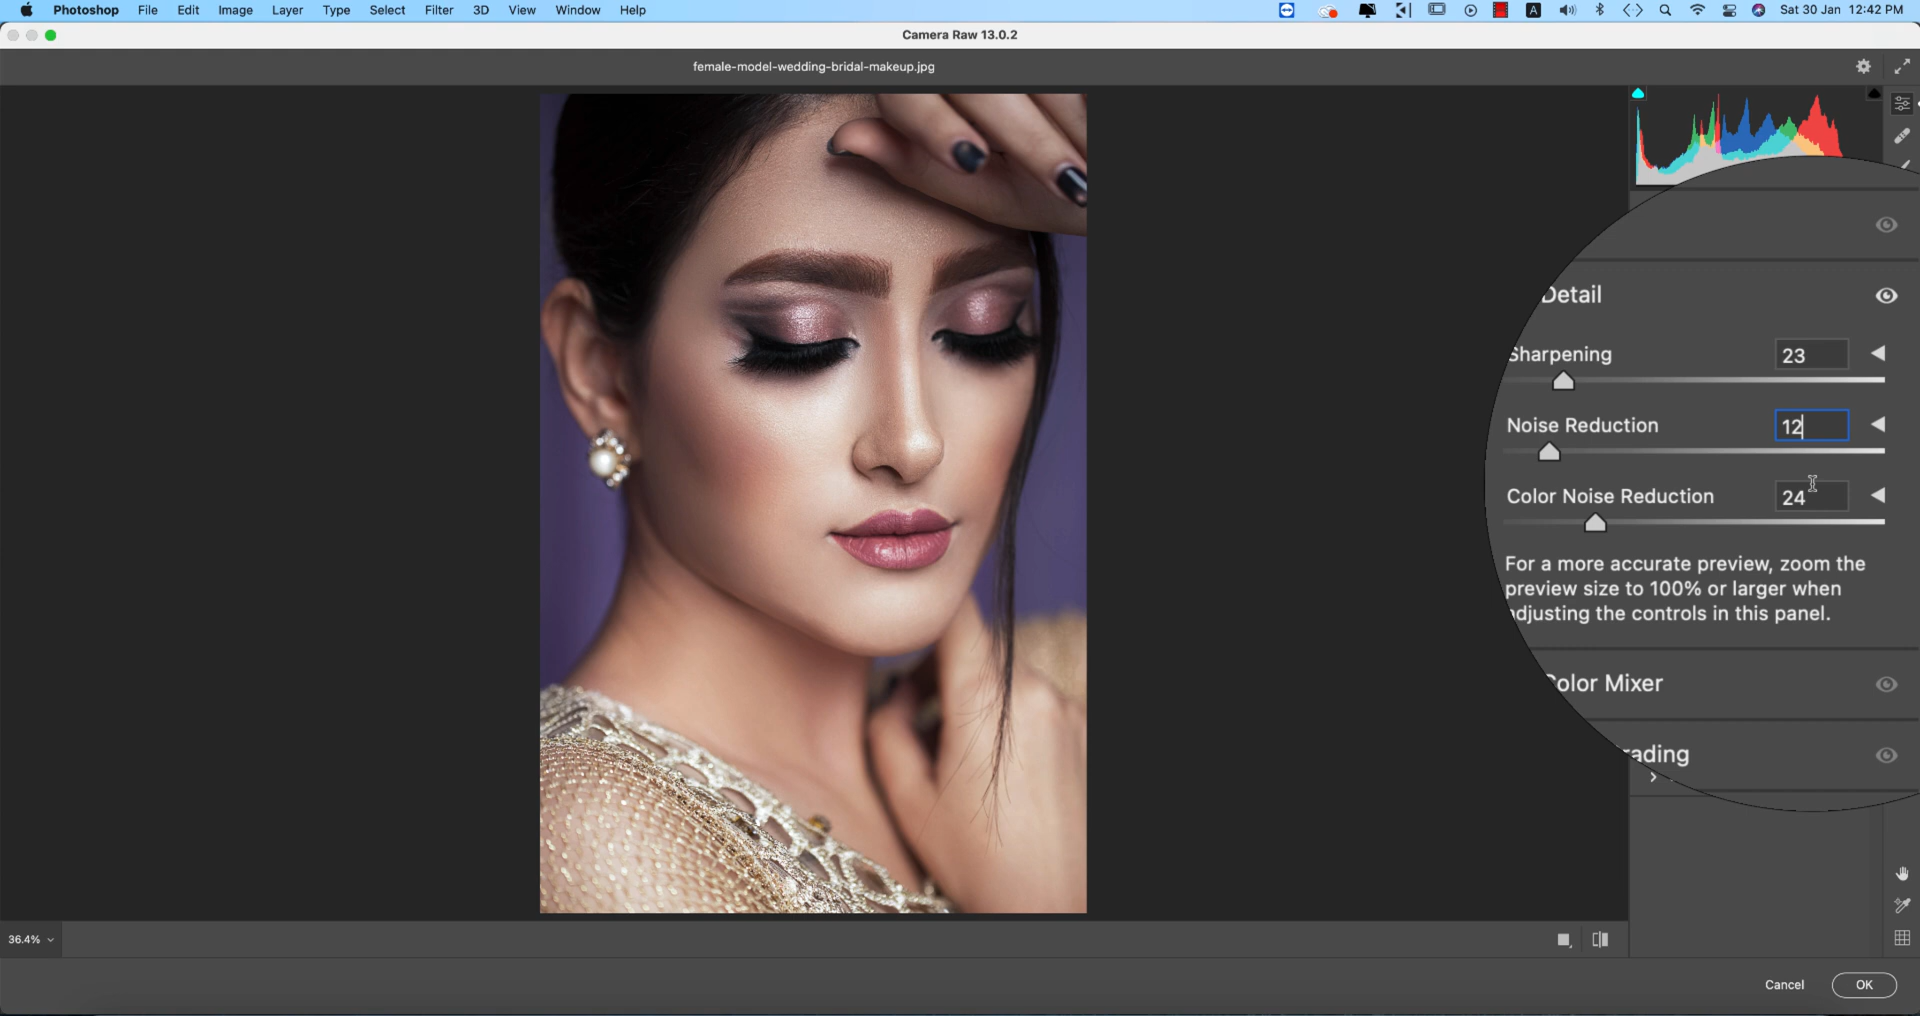 Photoshop File Edit Image Layer Type Select Filter 3D View Window Help A Sat 30 Jan 12:42 PM
Camera Raw 13.0.2
female-model-wedding-bridal-makeup.jpg
Detail
Sharpening 23
Noise Reduction 12
Color Noise Reduction 24
For a more accurate preview, zoom the
preview size to 100% or larger when
adjusting the controls in this panel.
Color Mixer
rading
36.4%
Cancel OK